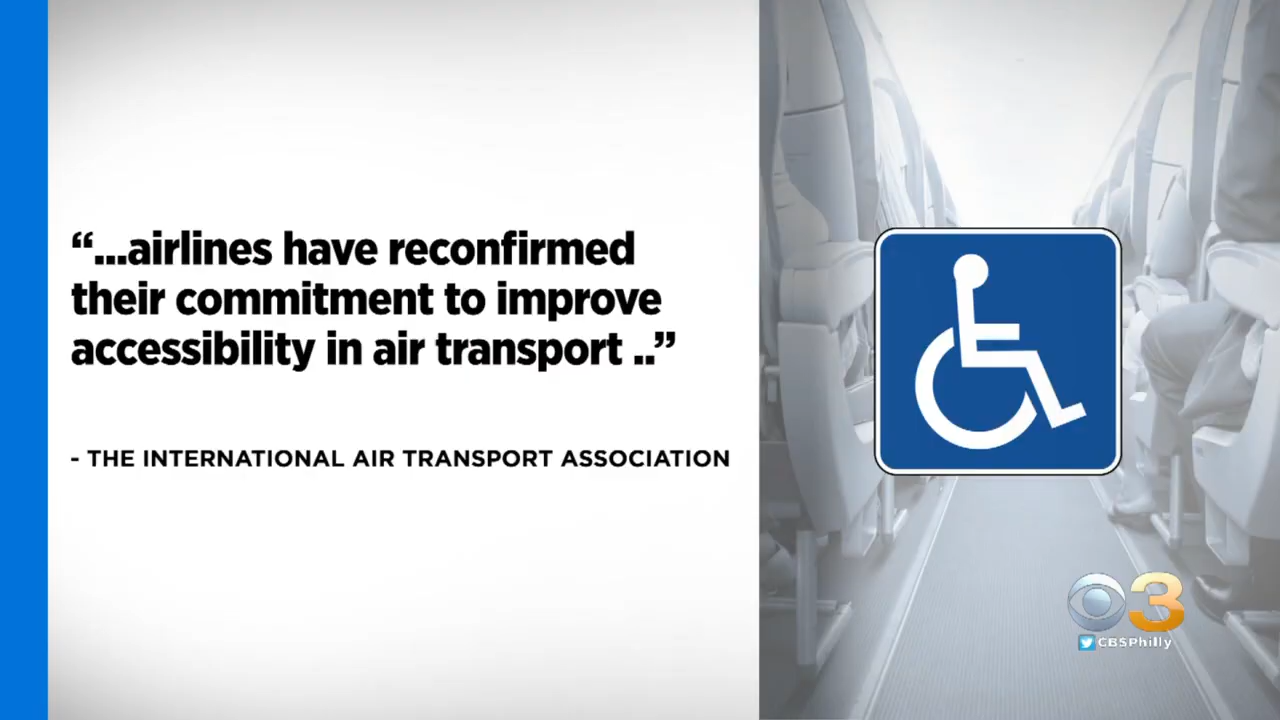 “...airlines have reconfirmed
their commitment to improve
accessibility in air transport ..”
- THE INTERNATIONAL AIR TRANSPORT ASSOCIATION
3
CBSPhilly